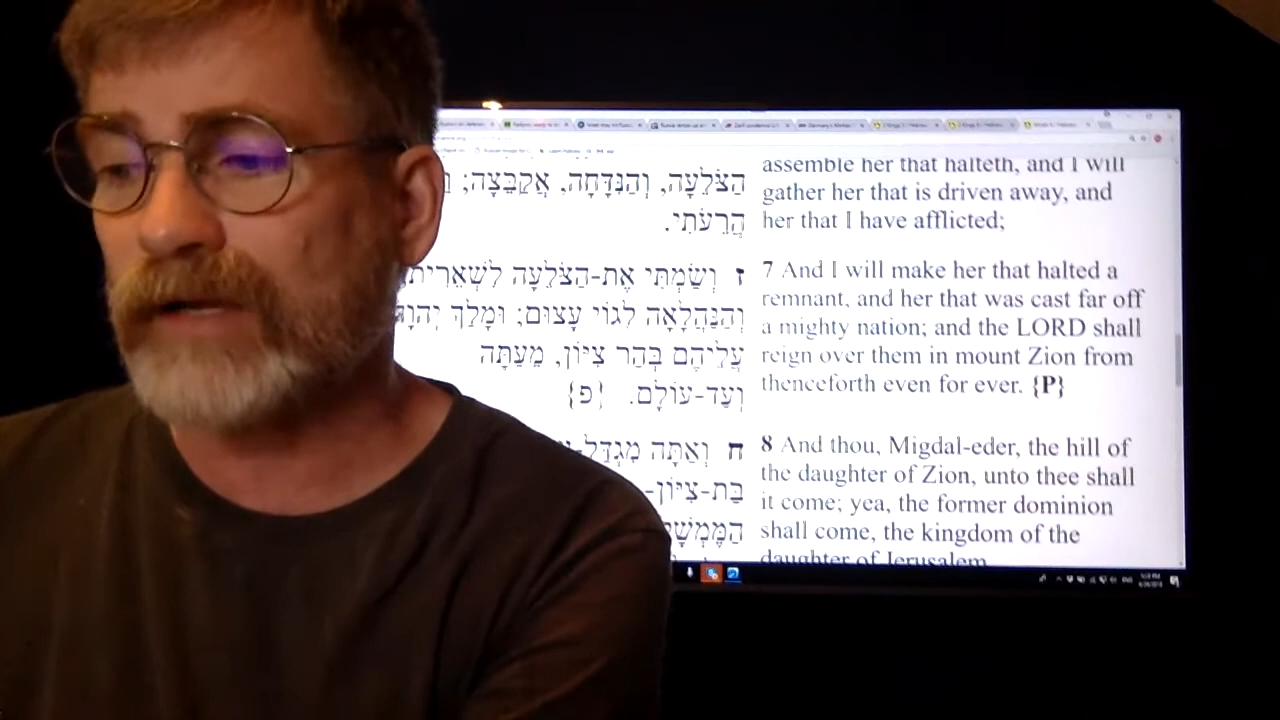 הַצֹּלֵעָה, וְהַנִּדָּחָה, אֲקַבֵּצָה;
הֲרֵעֹתִי.
ז וְשַׂמְתִּי אֶת-הַצֹּלֵעָה לִשְׁאֵרִית,
וְהַנַּהֲלָאָה לְגוֹי עָצוּם; וּמָלַךְ יְהוָה
עֲלֵיהֶם בְּהַר צִיּוֹן, מֵעַתָּה
וְעַד-עוֹלָם. {פ}
ח וְאַתָּה מִגְדַּל-
בַּת-צִיּוֹן-
הַמֶּמְשָׁלָ
assemble her that halteth, and I will
gather her that is driven away, and
her that I have afflicted;
7 And I will make her that halted a
remnant, and her that was cast far off
a mighty nation; and the LORD shall
reign over them in mount Zion from
thenceforth even for ever. {P}
8 And thou, Migdal-eder, the hill of
the daughter of Zion, unto thee shall
it come; yea, the former dominion
shall come, the kingdom of the
daughter of Jerusalem